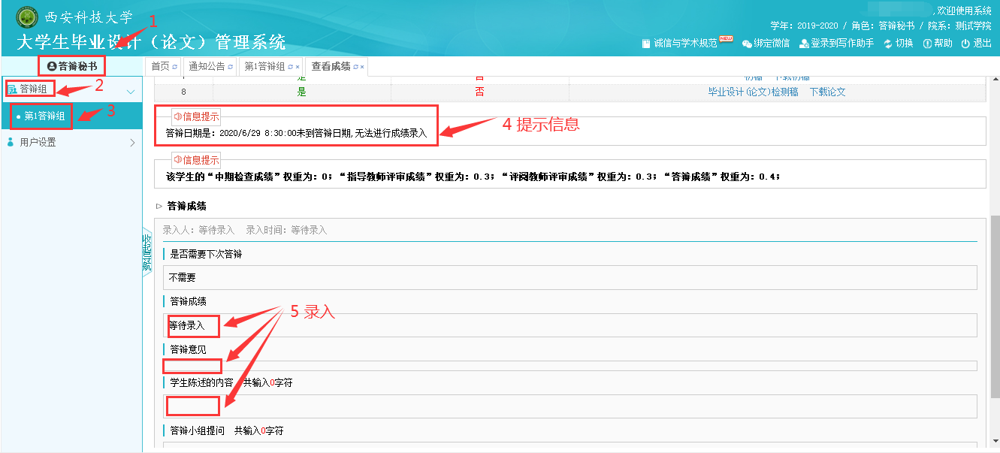 西安科技大学
大学生毕业设计（论文）管理系统
1
，欢迎使用系统
学年：2019-2020 / 角色：答辩秘书 / 院系：测试学院
诚信与学术规范 NEW 绑定微信 登录到写作助手 切换 帮助 退出
答辩秘书
首页 通知公告 第1答辩组 × 查看成绩 ×
答辩组 2
第1答辩组 3
用户设置
收起导航
是 否 初稿 下载初稿
8 是 否 毕业设计(论文)检测稿 下载论文
信息提示
答辩日期是：2020/6/29 8:30:00未到答辩日期,无法进行成绩录入
4 提示信息
信息提示
该学生的“中期检查成绩”权重为：0；“指导教师评审成绩”权重为：0.3；“评阅教师评审成绩”权重为：0.3；“答辩成绩”权重为：0.4；
答辩成绩
录入人：等待录入 录入时间：等待录入
是否需要下次答辩
不需要
答辩成绩
5 录入
等待录入
答辩意见
学生陈述的内容 共输入0字符
答辩小组提问 共输入0字符